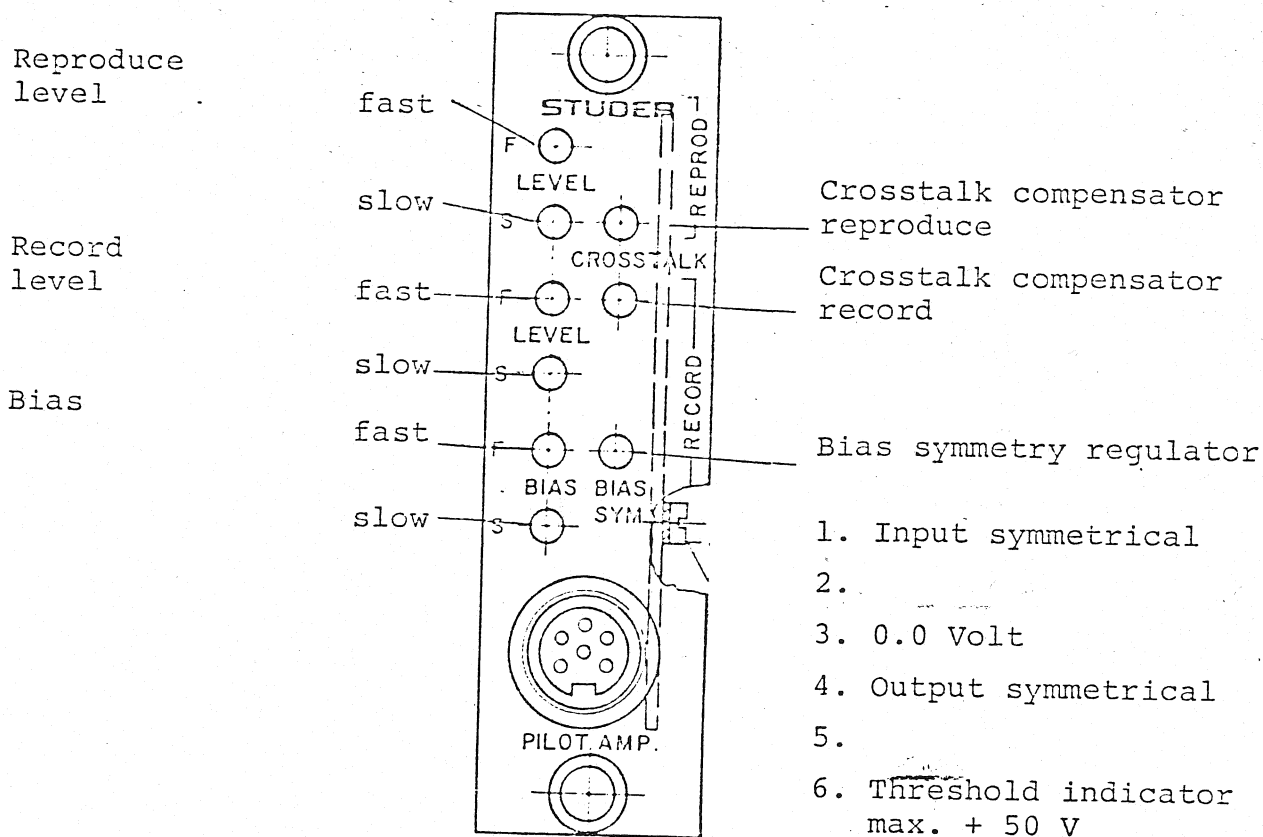 Reproduce
level
Record
level
Bias
fast
slow
fast
slow
fast
slow
STUDER
F
LEVEL
S
CROSSTALK
F
LEVEL
S
F
BIAS BIAS
SYM.
S
PILOT AMP.
REPROD
RECORD
Crosstalk compensator
reproduce
Crosstalk compensator
record
Bias symmetry regulator
1. Input symmetrical
2.
3. 0.0 Volt
4. Output symmetrical
5.
6. Threshold indicator
max. + 50 V